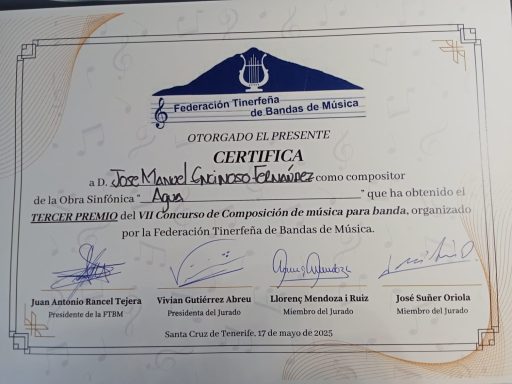 Federación Tinerfeña
de Bandas de Música
OTORGADO EL PRESENTE
CERTIFICA
a D. Jose Manuel Encinoso Fernández como compositor
de la Obra Sinfónica " Agua " que ha obtenido el
TERCER PREMIO del VII Concurso de Composición de música para banda, organizado
por la Federación Tinerfeña de Bandas de Música.
Juan Antonio Rancel Tejera
Presidente de la FTBM
Vivian Gutiérrez Abreu
Presidenta del Jurado
Llorenç Mendoza i Ruiz
Miembro del Jurado
José Suñer Oriola
Miembro del Jurado
Santa Cruz de Tenerife, 17 de mayo de 2025